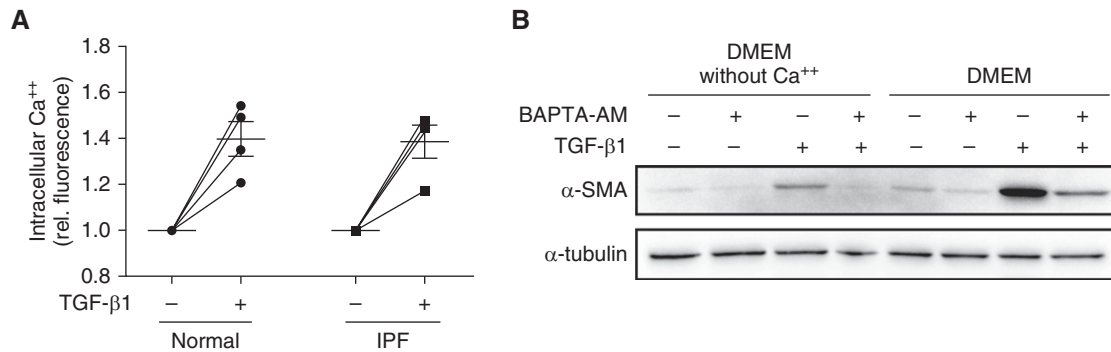 A
Intracellular Ca++
(rel. fluorescence)
1.8
1.6
1.4
1.2
1.0
0.8
TGF-β1 – + – +
Normal IPF
B
DMEM
without Ca++
DMEM
BAPTA-AM – + – + – + – +
TGF-β1 – – + + – – + +
α-SMA
α-tubulin